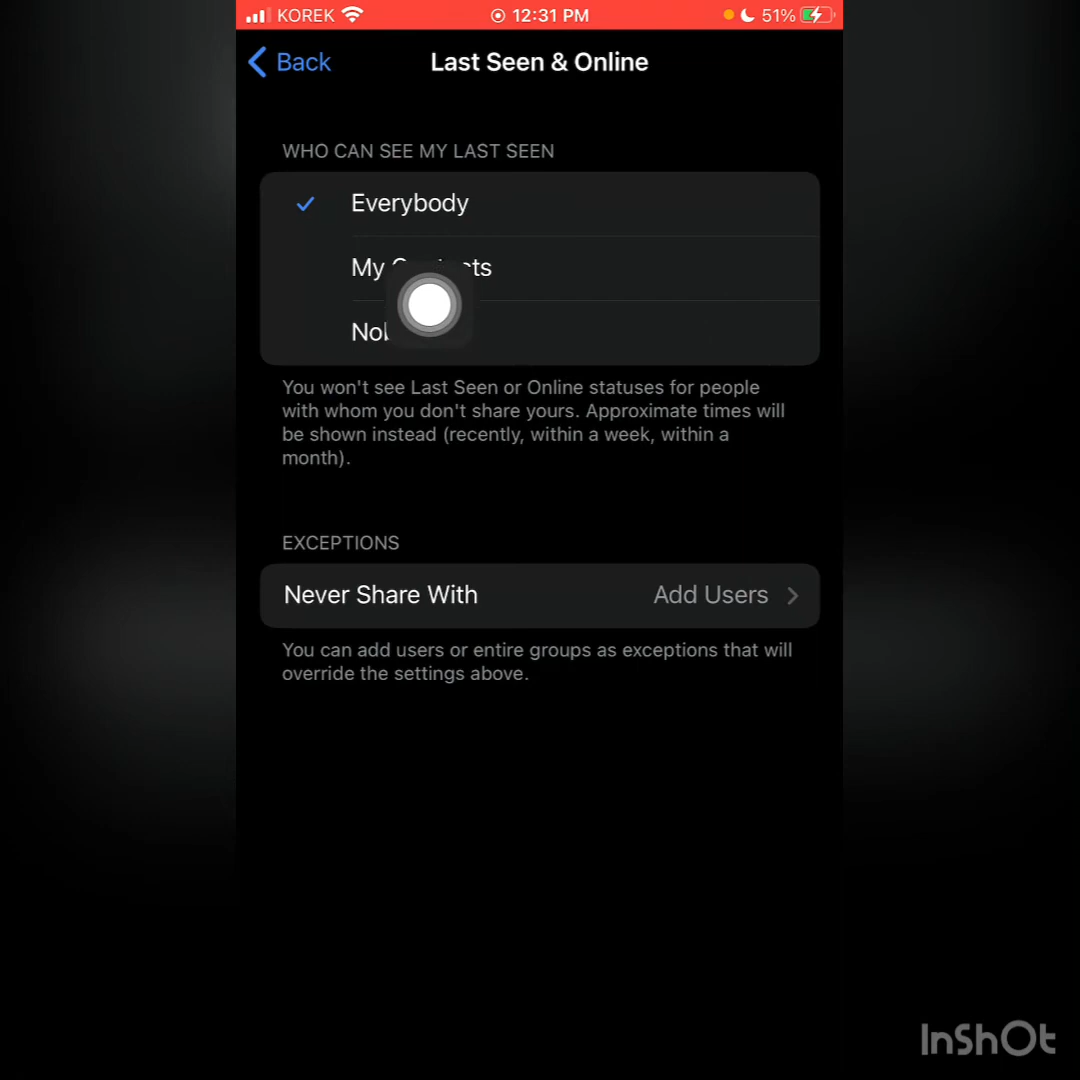 KOREK 12:31 PM 51%
Back Last Seen & Online
WHO CAN SEE MY LAST SEEN
Everybody
My
You won't see Last Seen or Online statuses for people
with whom you don't share yours. Approximate times will
be shown instead (recently, within a week, within a
month).
EXCEPTIONS
Never Share With Add Users
You can add users or entire groups as exceptions that will
override the settings above.
InShOt